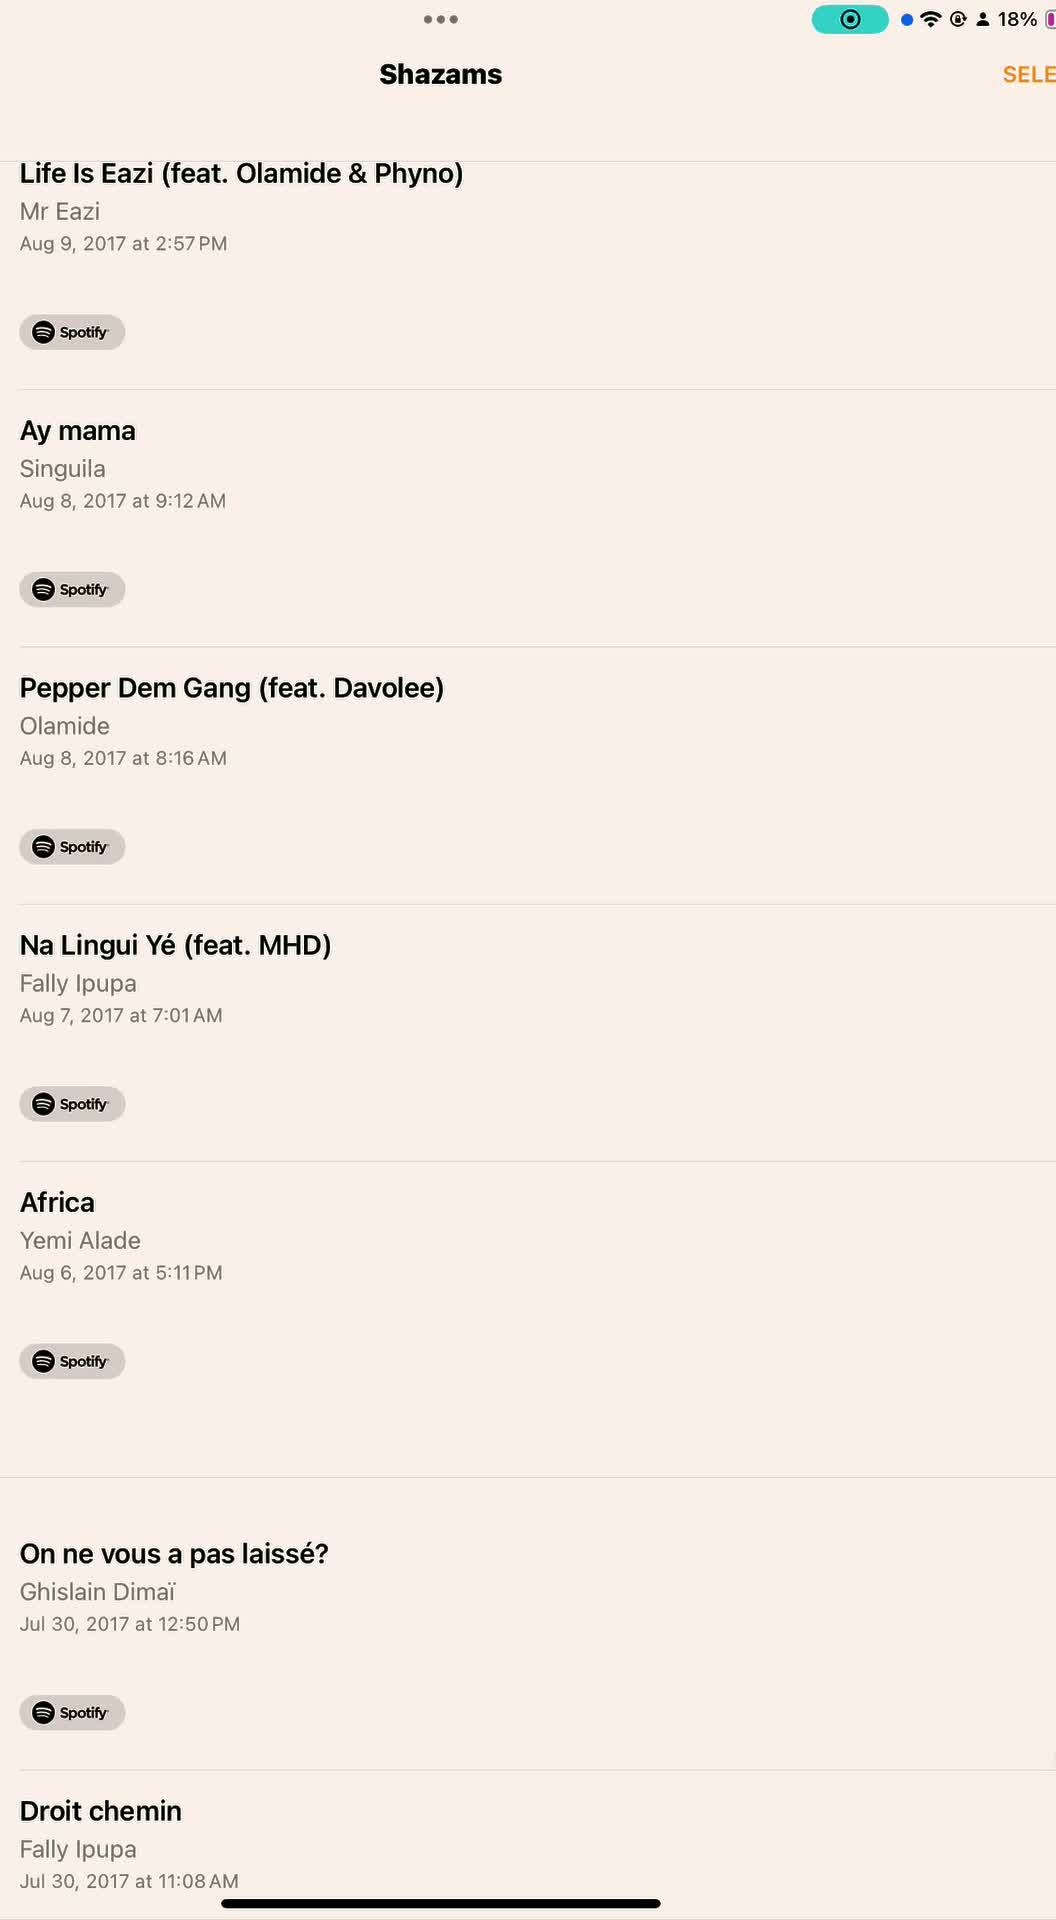 18%
Shazams
SELE
Life Is Eazi (feat. Olamide & Phyno)
Mr Eazi
Aug 9, 2017 at 2:57 PM
Spotify
Ay mama
Singuila
Aug 8, 2017 at 9:12 AM
Spotify
Pepper Dem Gang (feat. Davolee)
Olamide
Aug 8, 2017 at 8:16 AM
Spotify
Na Lingui Yé (feat. MHD)
Fally Ipupa
Aug 7, 2017 at 7:01 AM
Spotify
Africa
Yemi Alade
Aug 6, 2017 at 5:11 PM
Spotify
On ne vous a pas laissé?
Ghislain Dimaï
Jul 30, 2017 at 12:50 PM
Spotify
Droit chemin
Fally Ipupa
Jul 30, 2017 at 11:08 AM